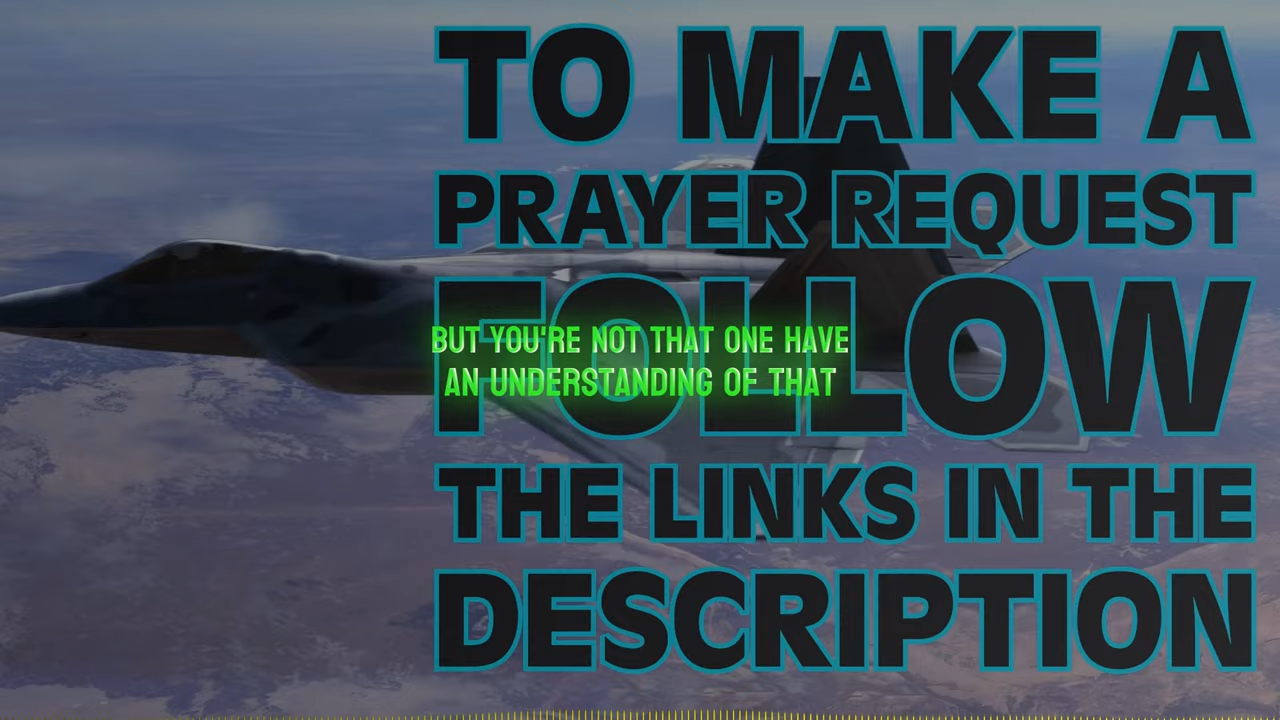 TO MAKE A
PRAYER REQUEST
FOLLOW
BUT YOU'RE NOT THAT ONE HAVE
AN UNDERSTANDING OF THAT
THE LINKS IN THE
DESCRIPTION